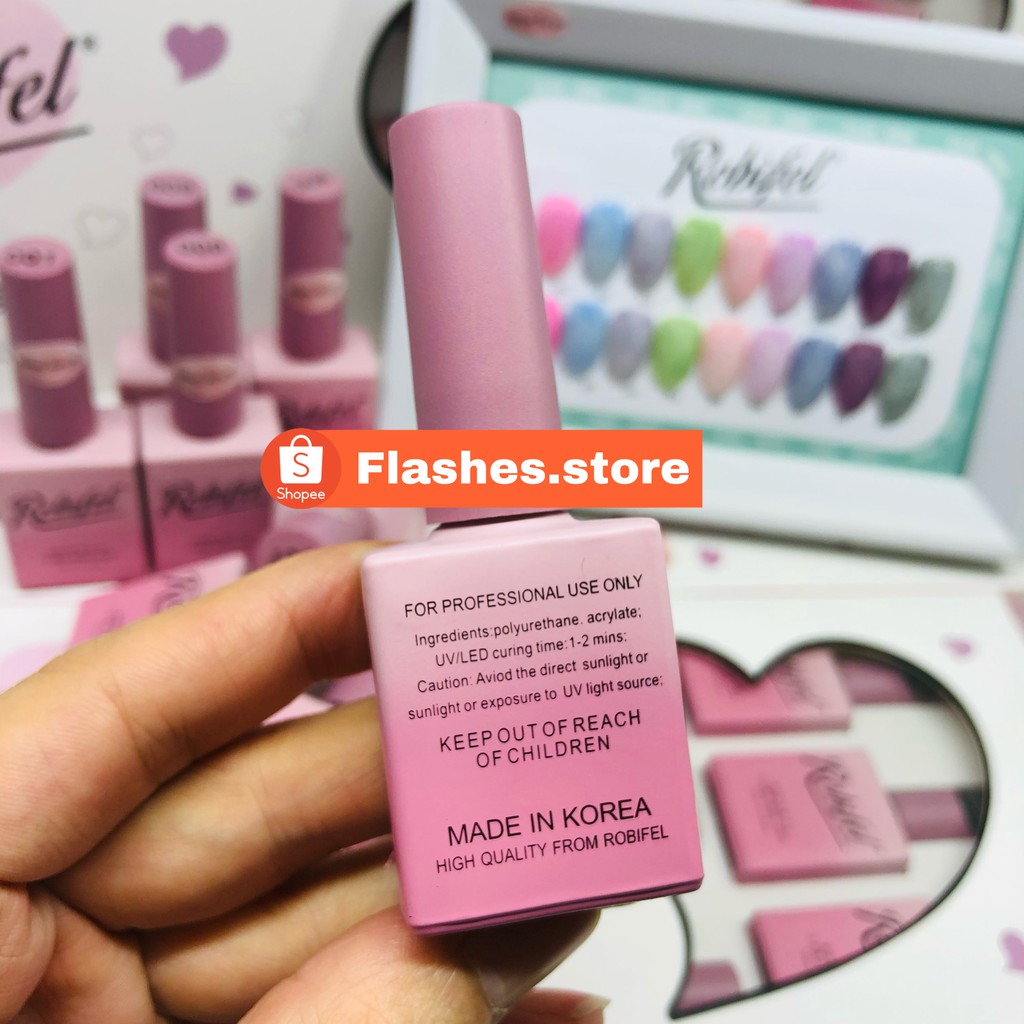 Robifel
Robifel
Robifel
S
Shopee
Flashes.store
FOR PROFESSIONAL USE ONLY
Ingredients:polyurethane, acrylate;
UV/LED curing time:1-2 mins;
Caution: Aviod the direct sunlight or
sunlight or exposure to UV light source;
KEEP OUT OF REACH
OF CHILDREN
MADE IN KOREA
HIGH QUALITY FROM ROBIFEL
Robifel